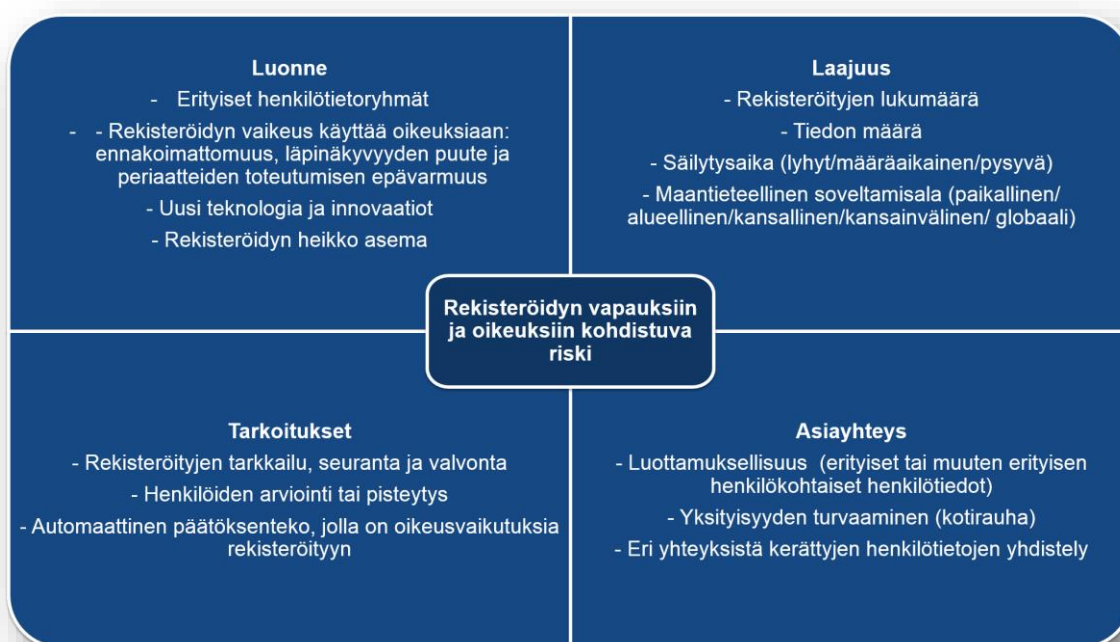 Luonne
- Erityiset henkilötietoryhmät
- - Rekisteröidyn vaikeus käyttää oikeuksiaan:
ennakoimattomuus, läpinäkyvyyden puute ja
periaatteiden toteutumisen epävarmuus
- Uusi teknologia ja innovaatiot
- Rekisteröidyn heikko asema
Laajuus
- Rekisteröityjen lukumäärä
- Tiedon määrä
- Säilytysaika (lyhyt/määräaikainen/pysyvä)
- Maantieteellinen soveltamisala (paikallinen/
alueellinen/kansallinen/kansainvälinen/ globaali)
Rekisteröidyn vapauksiin
ja oikeuksiin kohdistuva
riski
Tarkoitukset
- Rekisteröityjen tarkkailu, seuranta ja valvonta
- Henkilöiden arviointi tai pisteytys
- Automaattinen päätöksenteko, jolla on oikeusvaikutuksia
rekisteröityyn
Asiayhteys
- Luottamuksellisuus (erityiset tai muuten erityisen
henkilökohtaiset henkilötiedot)
- Yksityisyyden turvaaminen (kotirauha)
- Eri yhteyksistä kerättyjen henkilötietojen yhdistely